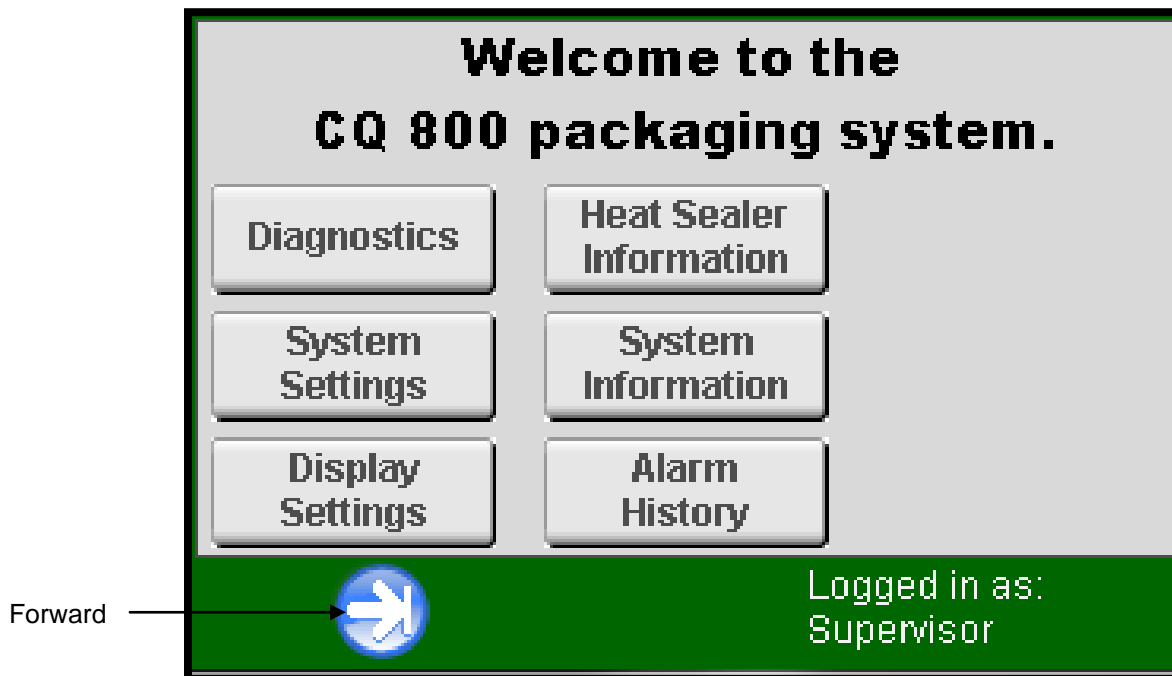 Welcome to the
CQ 800 packaging system.
Diagnostics
Heat Sealer
Information
System
Settings
System
Information
Display
Settings
Alarm
History
Forward
Logged in as:
Supervisor